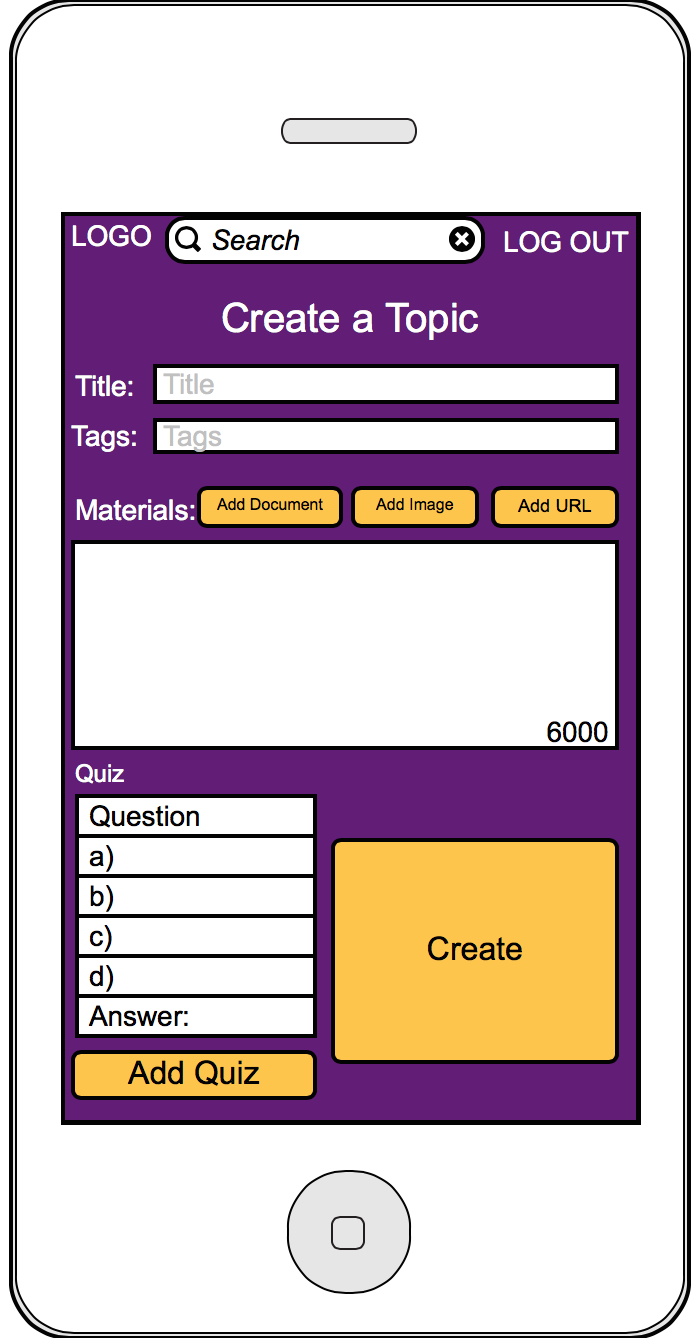 LOGO Search LOG OUT
Create a Topic
Title: Title
Tags: Tags
Materials: Add Document Add Image Add URL
6000
Quiz
Question
a)
b)
c)
d)
Answer:
Create
Add Quiz